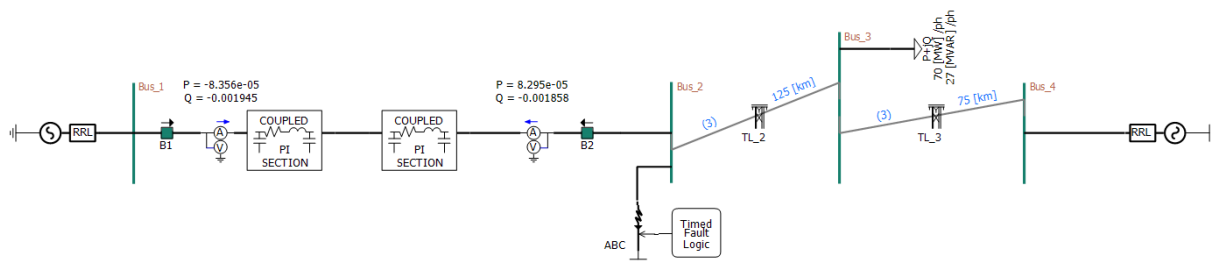 Bus_1
P = -8.356e-05
Q = -0.001945
RRL
B1
A
V
COUPLED
PI
SECTION
COUPLED
PI
SECTION
P = 8.295e-05
Q = -0.001858
A
V
B2
Bus_2
(3)
125 [km]
TL_2
ABC
Timed
Fault
Logic
Bus_3
P+jQ
70 [MW] /ph
27 [MVAR] /ph
(3)
75 [km]
TL_3
Bus_4
RRL